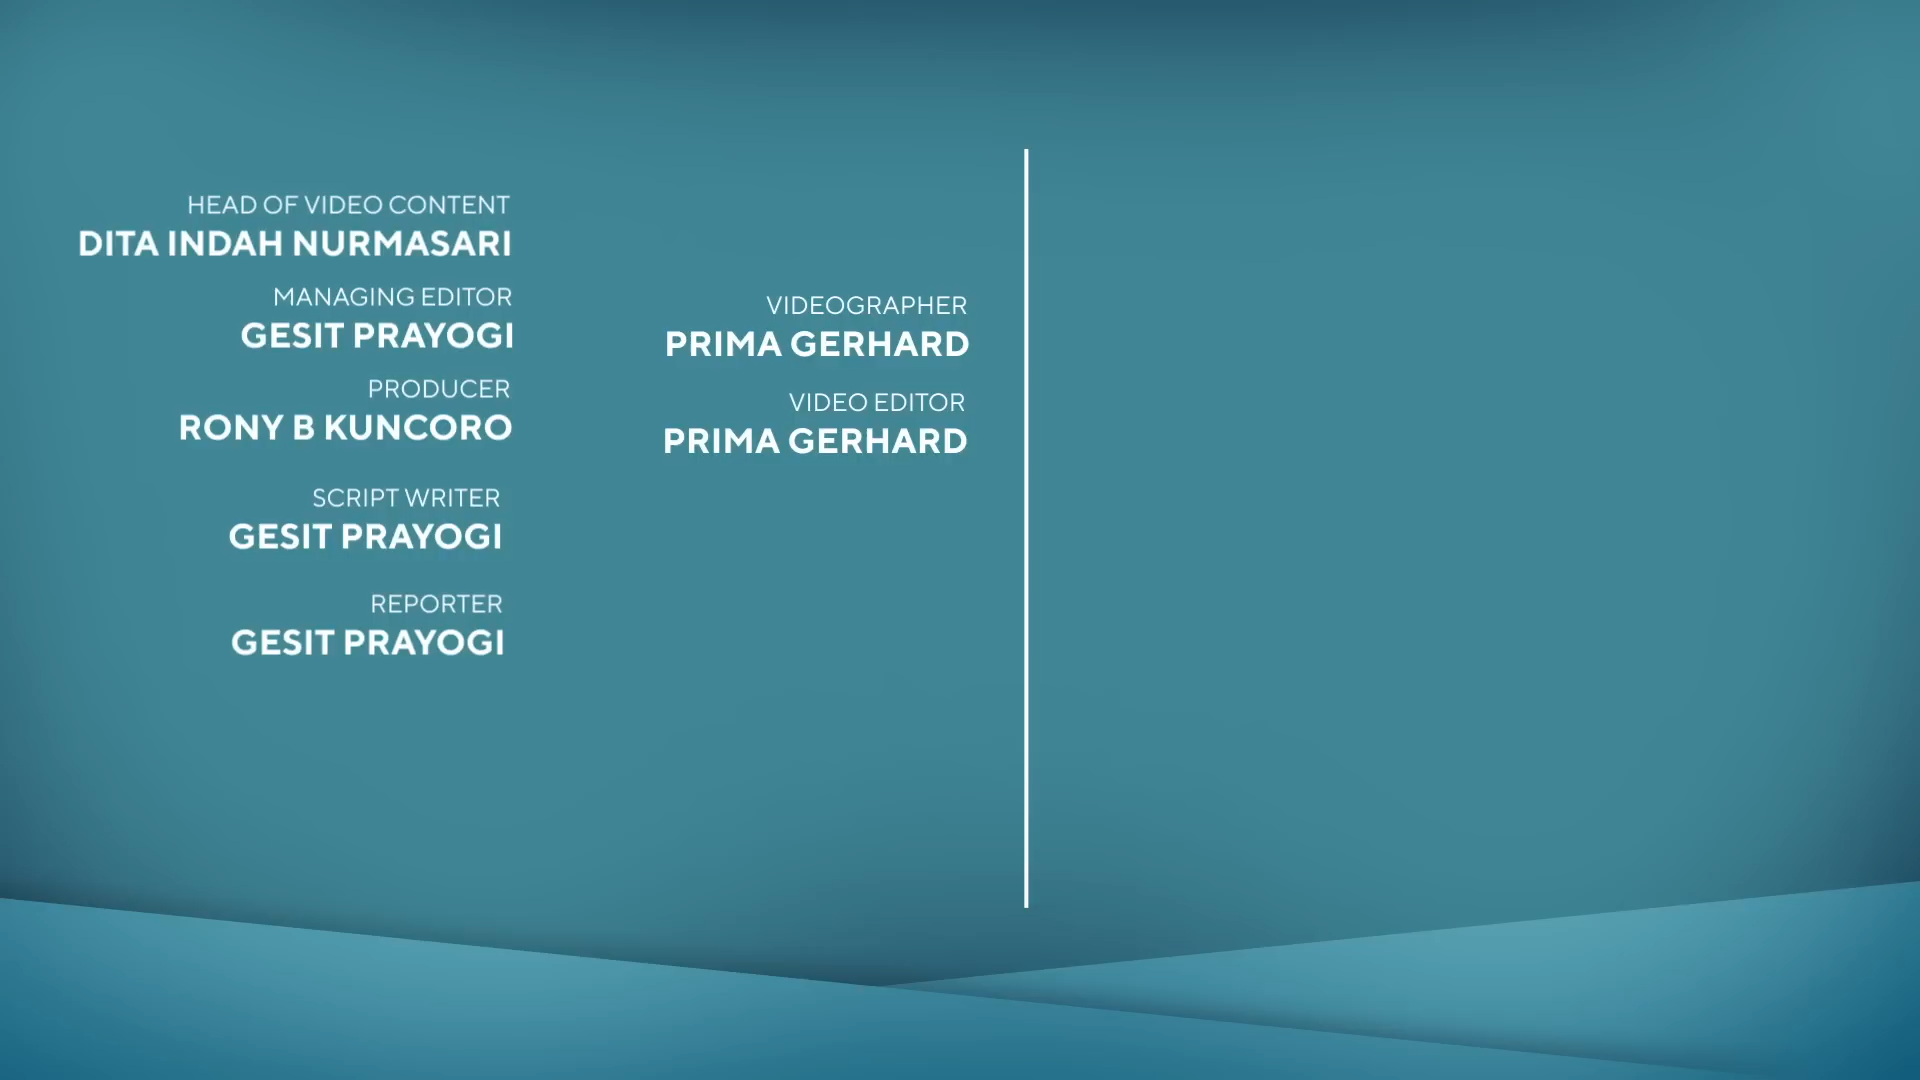 HEAD OF VIDEO CONTENT
DITA INDAH NURMASARI
MANAGING EDITOR
GESIT PRAYOGI
PRODUCER
RONY B KUNCORO
SCRIPT WRITER
GESIT PRAYOGI
REPORTER
GESIT PRAYOGI
VIDEOGRAPHER
PRIMA GERHARD
VIDEO EDITOR
PRIMA GERHARD